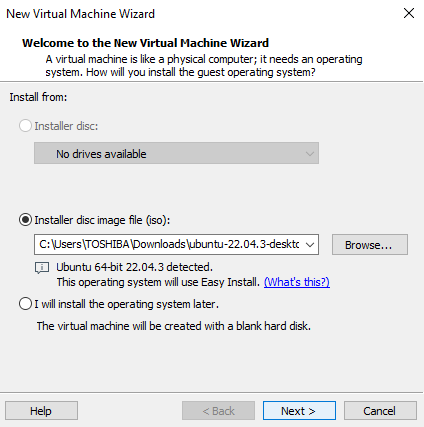 New Virtual Machine Wizard
Welcome to the New Virtual Machine Wizard
A virtual machine is like a physical computer; it needs an operating
system. How will you install the guest operating system?
Install from:
Installer disc:
No drives available
Installer disc image file (iso):
C:\Users\TOSHIBA\Downloads\ubuntu-22.04.3-deskto
Browse...
Ubuntu 64-bit 22.04.3 detected.
This operating system will use Easy Install. (What's this?)
I will install the operating system later.
The virtual machine will be created with a blank hard disk.
Help
< Back
Next >
Cancel